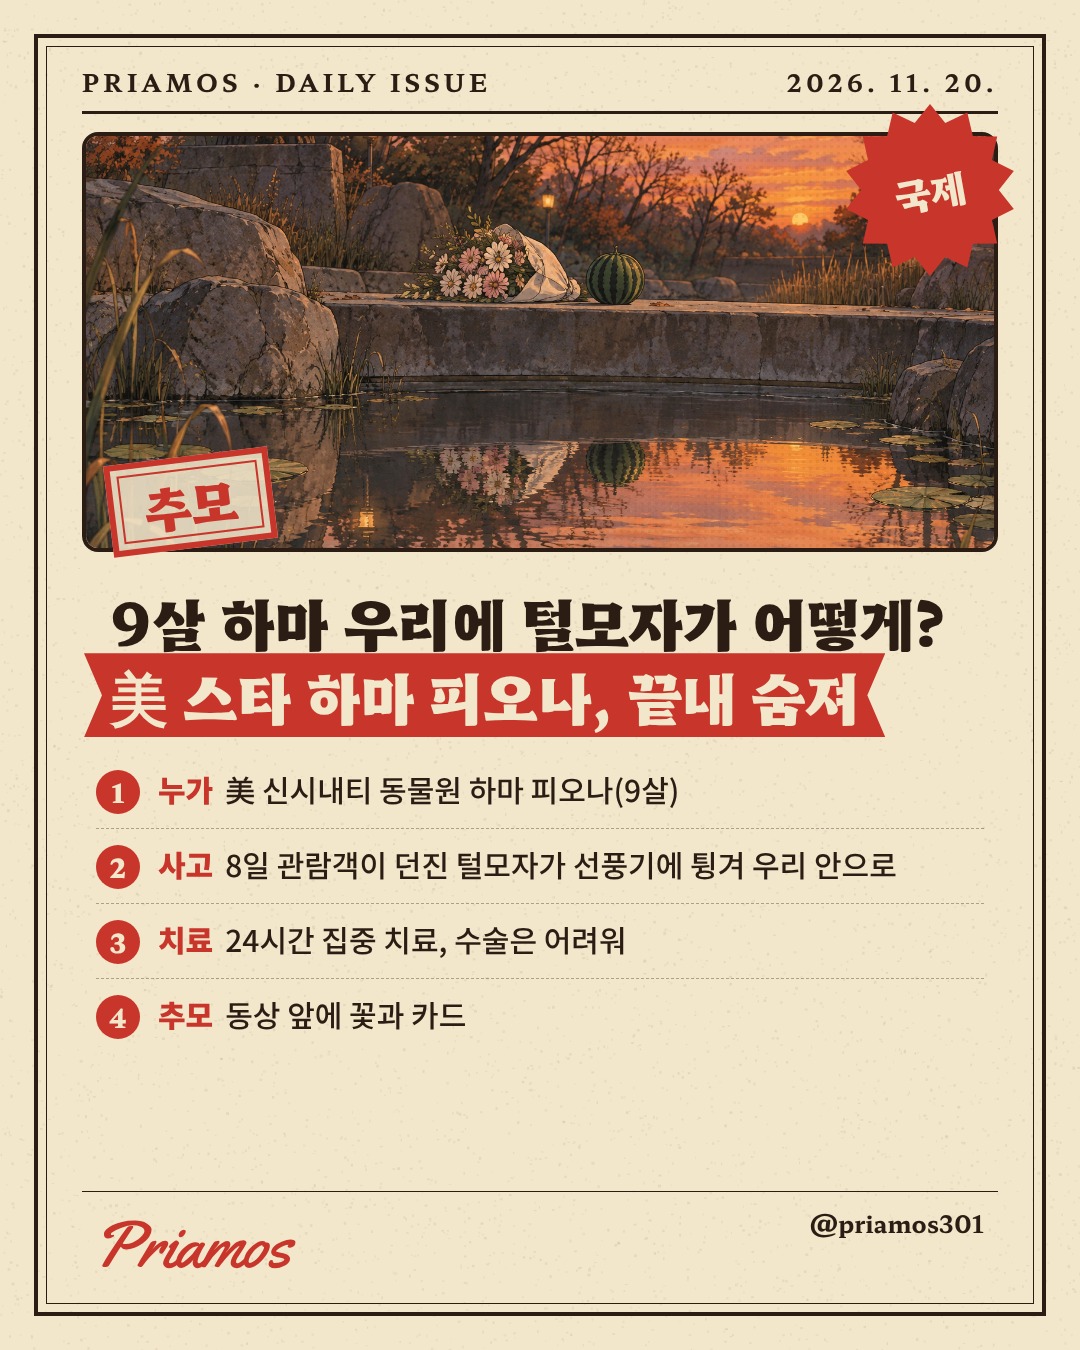 PRIAMOS · DAILY ISSUE
2026. 11. 20.
국제
추모
9살 하마 우리에 털모자가 어떻게?
美 스타 하마 피오나, 끝내 숨져
1 누가 美 신시내티 동물원 하마 피오나(9살)
2 사고 8일 관람객이 던진 털모자가 선풍기에 튕겨 우리 안으로
3 치료 24시간 집중 치료, 수술은 어려워
4 추모 동상 앞에 꽃과 카드
Priamos
@priamos301